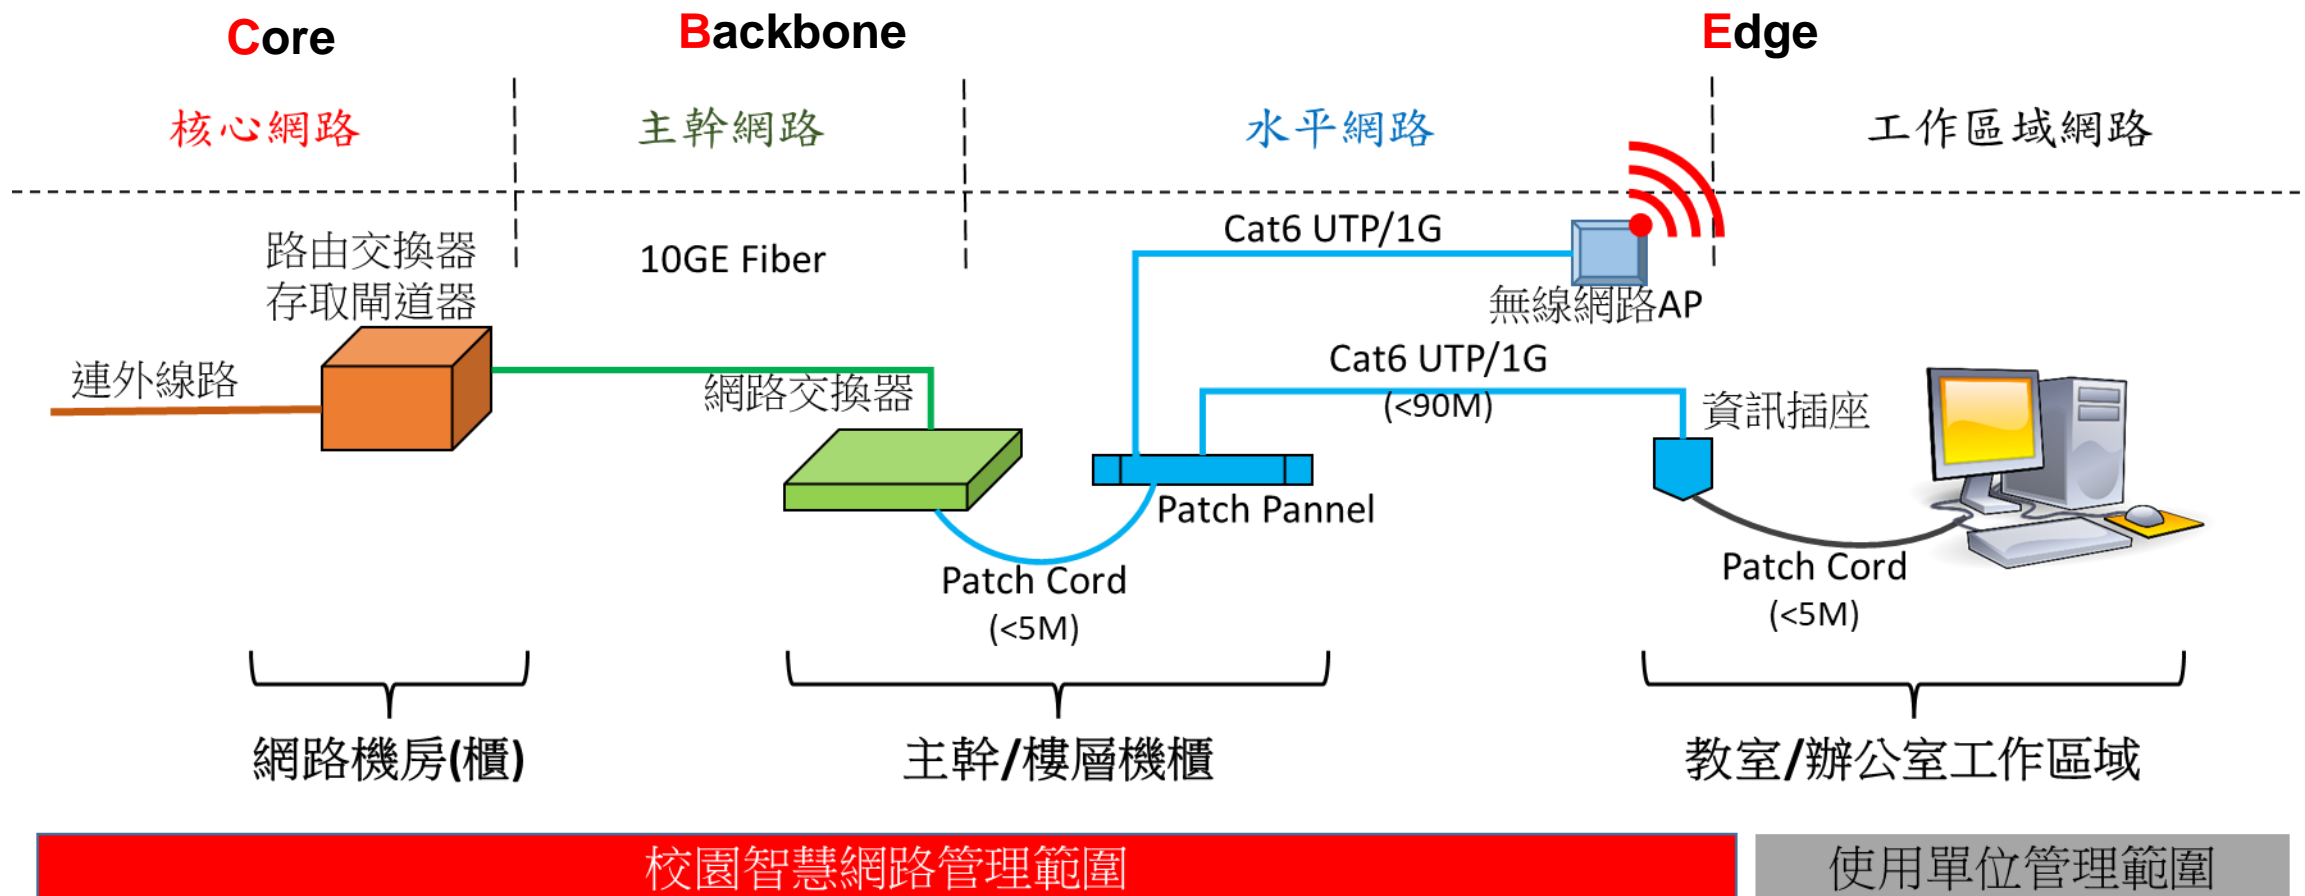 Core
Backbone
Edge
核心網路
主幹網路
水平網路
工作區域網路
路由交換器
存取閘道器
10GE Fiber
Cat6 UTP/1G
無線網路AP
連外線路
網路交換器
Cat6 UTP/1G
(<90M)
資訊插座
Patch Pannel
Patch Cord
(<5M)
Patch Cord
(<5M)
網路機房(櫃)
主幹/樓層機櫃
教室/辦公室工作區域
校園智慧網路管理範圍
使用單位管理範圍